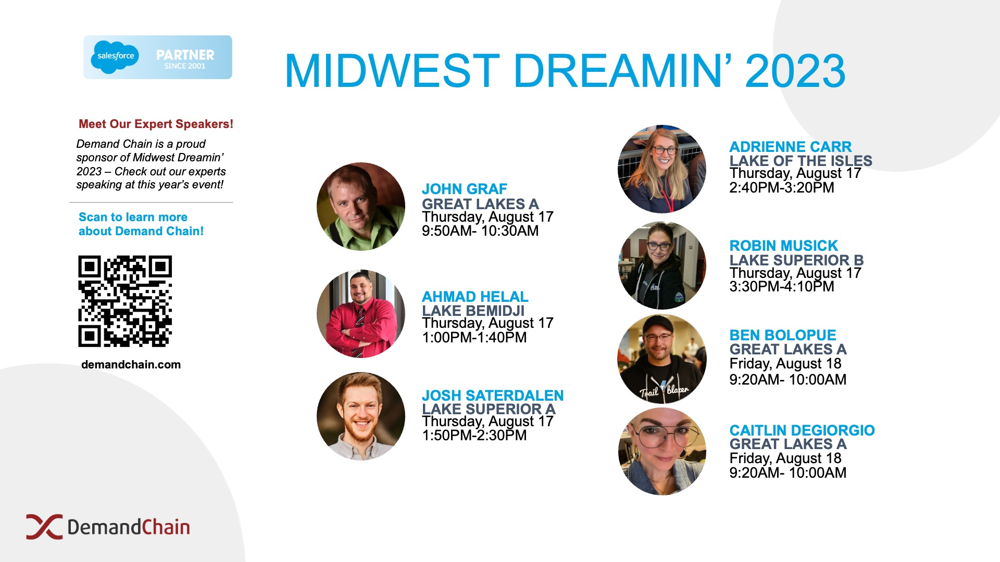 salesforce
PARTNER
SINCE 2001
MIDWEST DREAMIN’ 2023
Meet Our Expert Speakers!
Demand Chain is a proud
sponsor of Midwest Dreamin’
2023 – Check out our experts
speaking at this year’s event!
Scan to learn more
about Demand Chain!
demandchain.com
DemandChain
JOHN GRAF
GREAT LAKES A
Thursday, August 17
9:50AM- 10:30AM
AHMAD HELAL
LAKE BEMIDJI
Thursday, August 17
1:00PM-1:40PM
JOSH SATERDALEN
LAKE SUPERIOR A
Thursday, August 17
1:50PM-2:30PM
ADRIENNE CARR
LAKE OF THE ISLES
Thursday, August 17
2:40PM-3:20PM
ROBIN MUSICK
LAKE SUPERIOR B
Thursday, August 17
3:30PM-4:10PM
BEN BOLOPUE
GREAT LAKES A
Friday, August 18
9:20AM- 10:00AM
Trail blazer
CAITLIN DEGIORGIO
GREAT LAKES A
Friday, August 18
9:20AM- 10:00AM